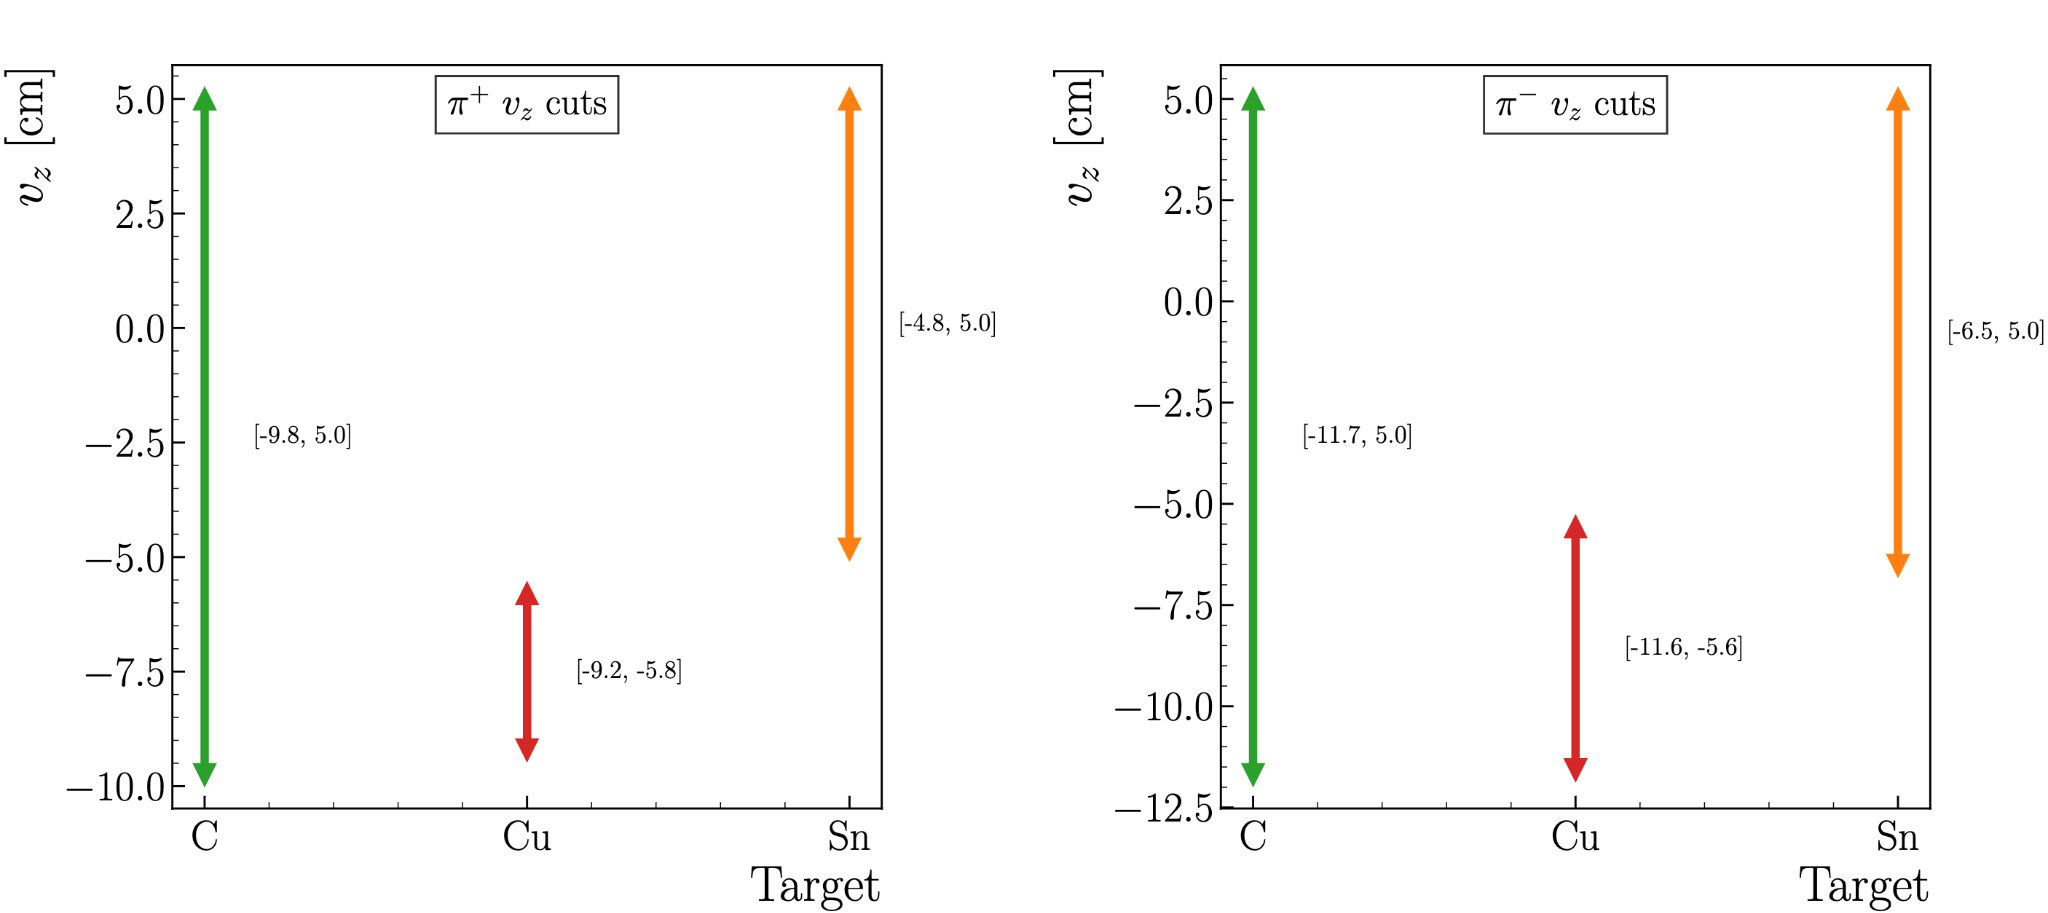 π⁺ v_z cuts
v_z [cm]
5.0
2.5
0.0
−2.5
−5.0
−7.5
−10.0
[-9.8, 5.0]
[-9.2, -5.8]
[-4.8, 5.0]
C Cu Sn
Target
π⁻ v_z cuts
v_z [cm]
5.0
2.5
0.0
−2.5
−5.0
−7.5
−10.0
−12.5
[-11.7, 5.0]
[-11.6, -5.6]
[-6.5, 5.0]
C Cu Sn
Target